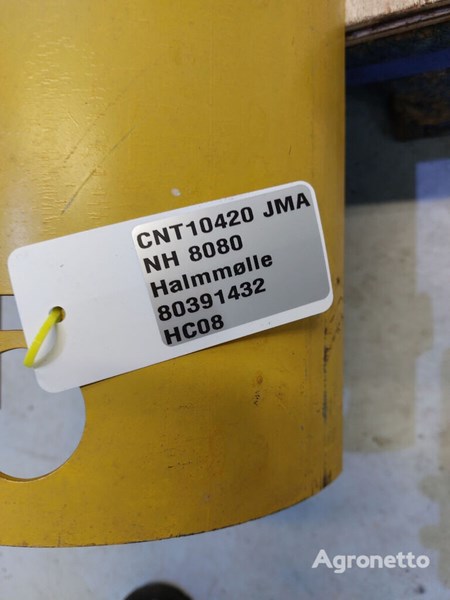 CNT10420 JMA
NH 8080
Halmmølle
80391432
HC08
Agronetto